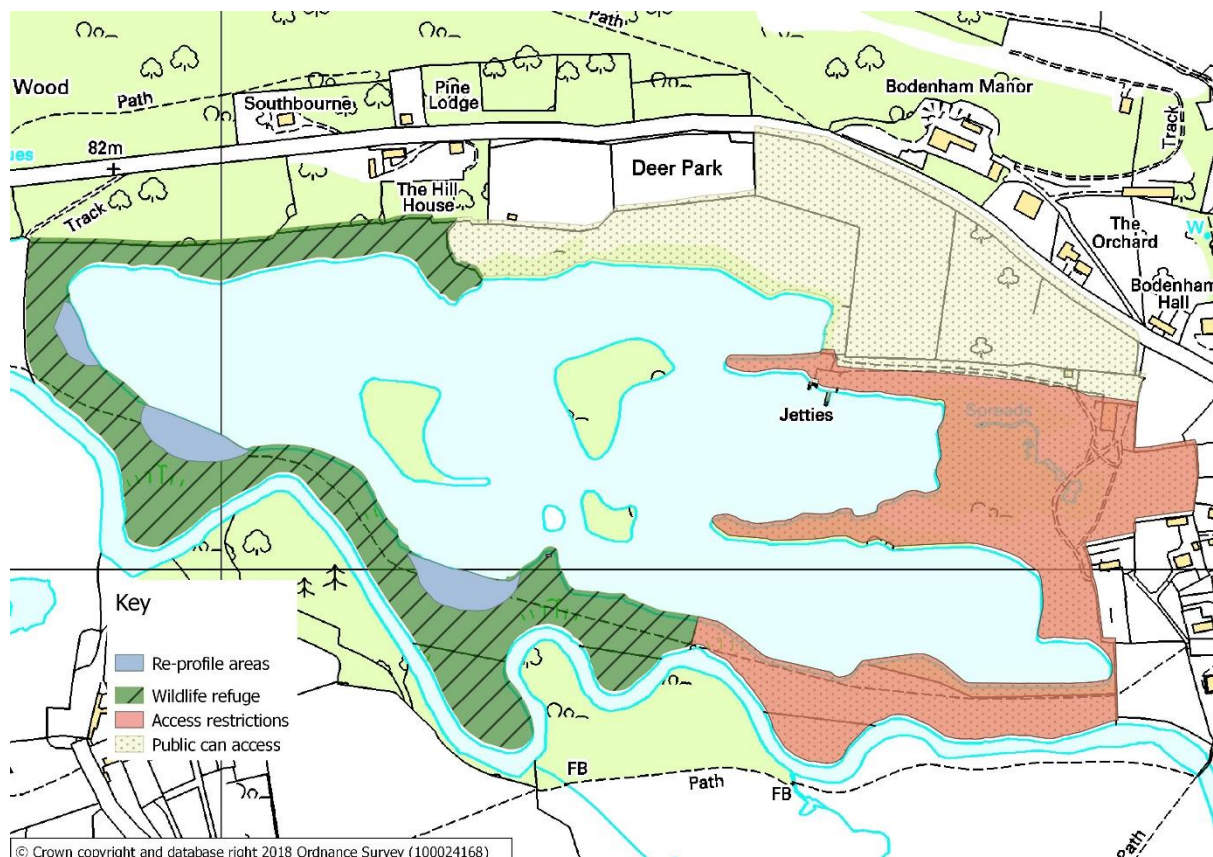 Path
Wood
Path
Southbourne
Pine
Lodge
Bodenham Manor
Track
ues
82m
Track
The Hill
House
Deer Park
The
Orchard
W
Bodenham
Hall
Jetties
Spreads
Key
Re-profile areas
Wildlife refuge
Access restrictions
Public can access
FB
Path
FB
Path
© Crown copyright and database right 2018 Ordnance Survey (100024168)